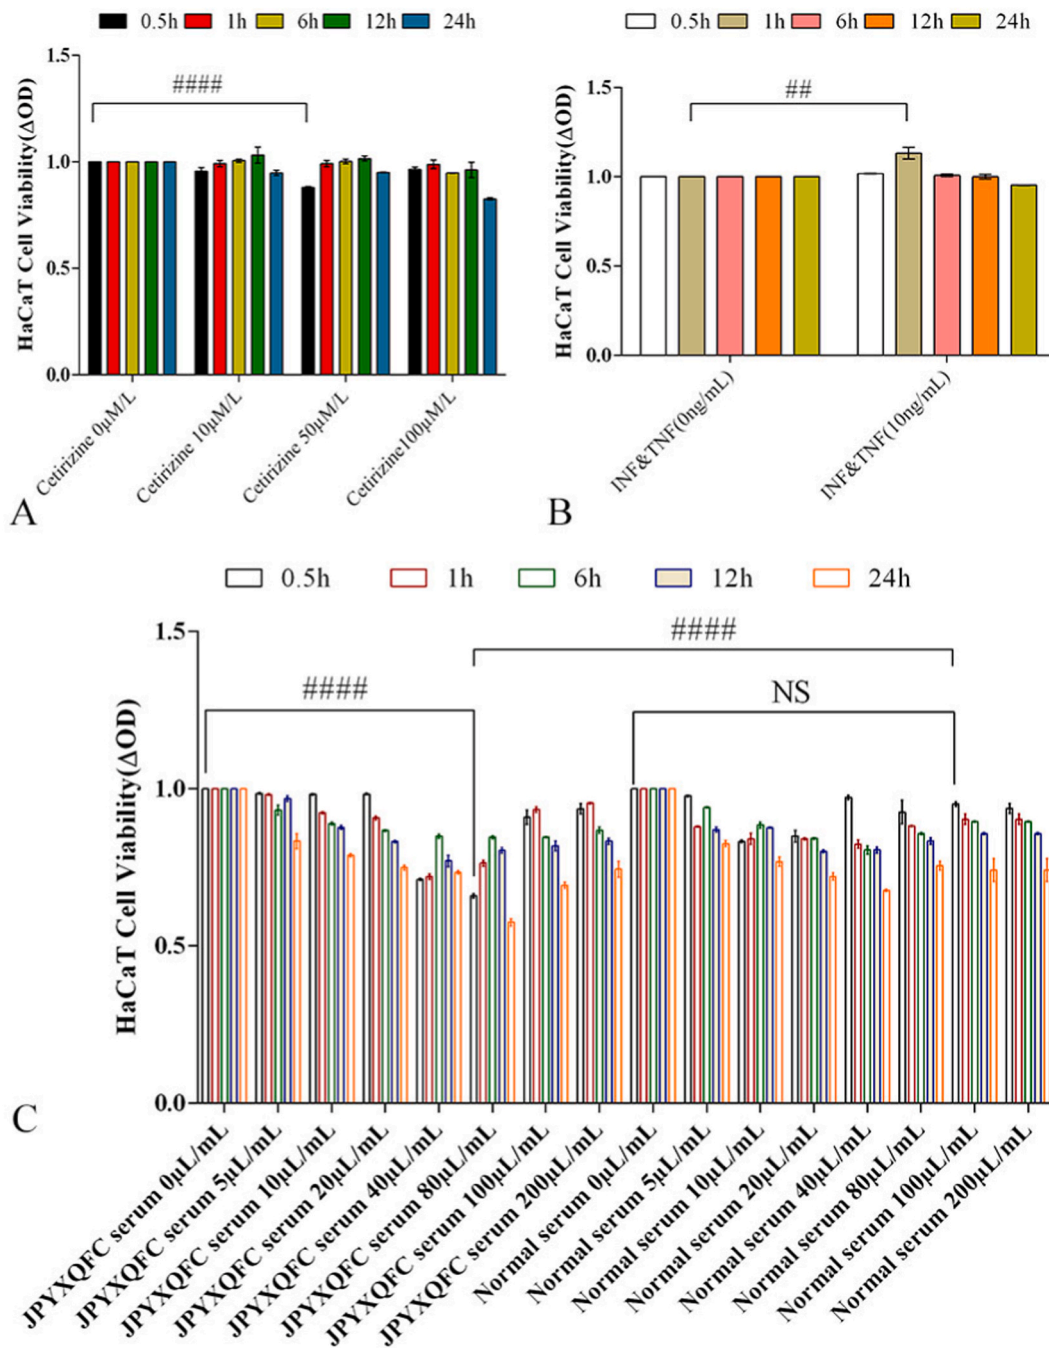 0.5h 1h 6h 12h 24h
1.5
1.0
0.5
0.0
HaCaT Cell Viability(ΔOD)
####
Cetirizine 0μM/L
Cetirizine 10μM/L
Cetirizine 50μM/L
Cetirizine100μM/L
A
0.5h 1h 6h 12h 24h
1.5
1.0
0.5
0.0
HaCaT Cell Viability(ΔOD)
##
INF&TNF(0ng/mL)
INF&TNF(10ng/mL)
B
0.5h 1h 6h 12h 24h
1.5
1.0
0.5
0.0
HaCaT Cell Viability(ΔOD)
####
####
NS
JPYXQFC serum 0μL/mL
JPYXQFC serum 5μL/mL
JPYXQFC serum 10μL/mL
JPYXQFC serum 20μL/mL
JPYXQFC serum 40μL/mL
JPYXQFC serum 80μL/mL
JPYXQFC serum 100μL/mL
JPYXQFC serum 200μL/mL
Normal serum 0μL/mL
Normal serum 5μL/mL
Normal serum 10μL/mL
Normal serum 20μL/mL
Normal serum 40μL/mL
Normal serum 80μL/mL
Normal serum 100μL/mL
Normal serum 200μL/mL
C